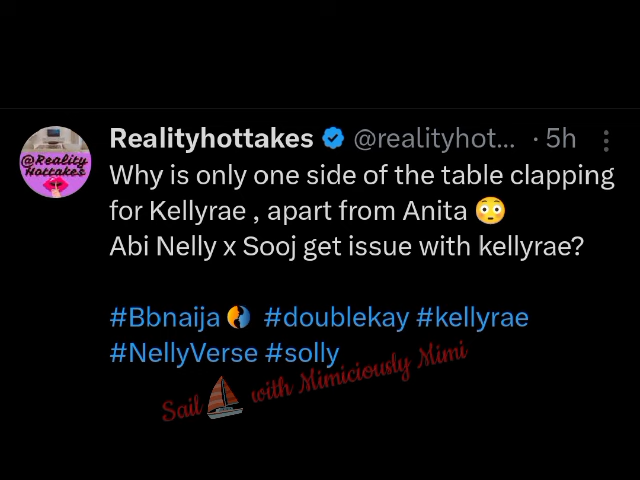 @Reality
Hottakes
Realityhottakes @realityhot... · 5h
Why is only one side of the table clapping
for Kellyrae , apart from Anita 😳
Abi Nelly x Sooj get issue with kellyrae?
#Bbnaija #doublekay #kellyrae
#NellyVerse #solly
Sail with Mimiciously Mimi